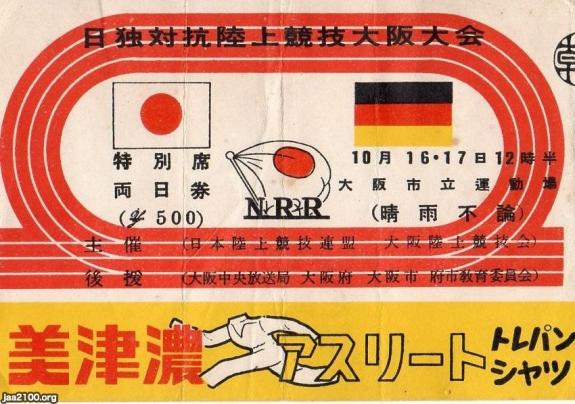 日独対抗陸上競技大阪大会
特別席
両日券
(¥500)
NRR
10月16・17日12時半
大阪市立運動場
(晴雨不論)
主催 (日本陸上競技連盟 大阪陸上競技会)
後援 (大阪中央放送局 大阪府 大阪市 府市教育委員会)
美津濃
アスリート
トレパン
シャツ
jaa2100.org